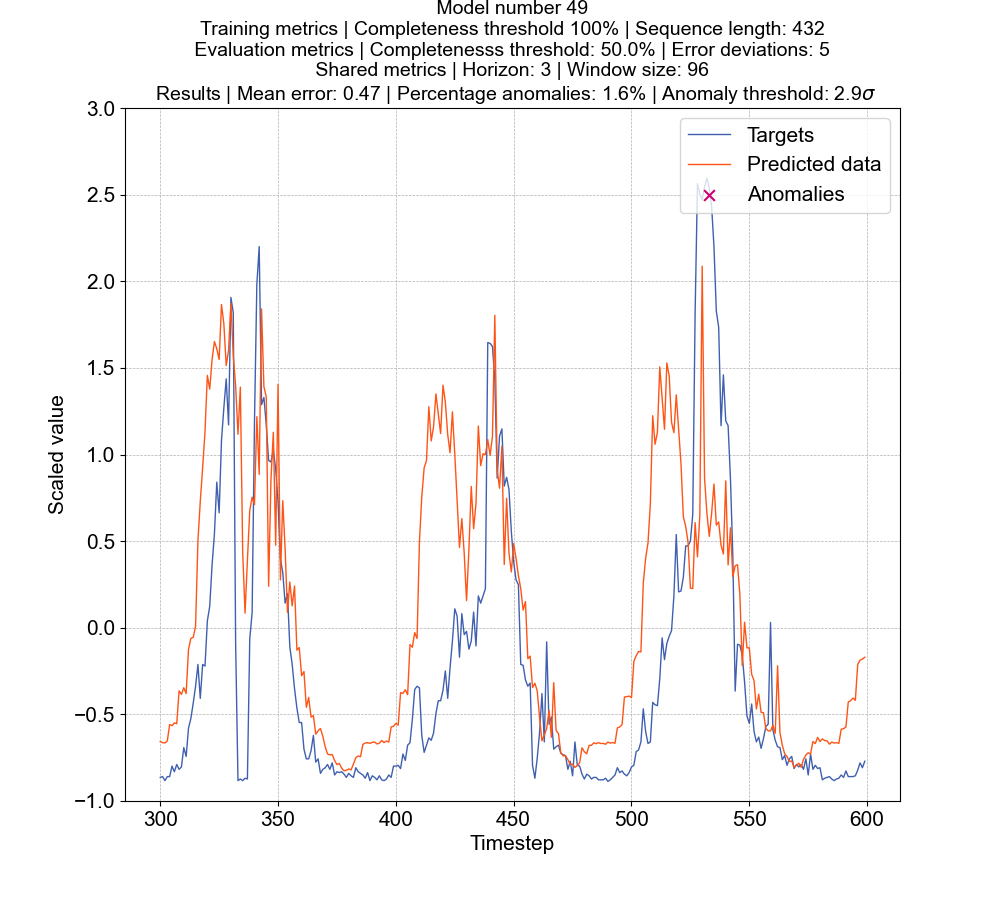 Model number 49
Training metrics | Completeness threshold 100% | Sequence length: 432
Evaluation metrics | Completenesss threshold: 50.0% | Error deviations: 5
Shared metrics | Horizon: 3 | Window size: 96
Results | Mean error: 0.47 | Percentage anomalies: 1.6% | Anomaly threshold: 2.9σ
3.0
2.5
2.0
1.5
1.0
0.5
0.0
−0.5
−1.0
Scaled value
Targets
Predicted data
Anomalies
300 350 400 450 500 550 600
Timestep